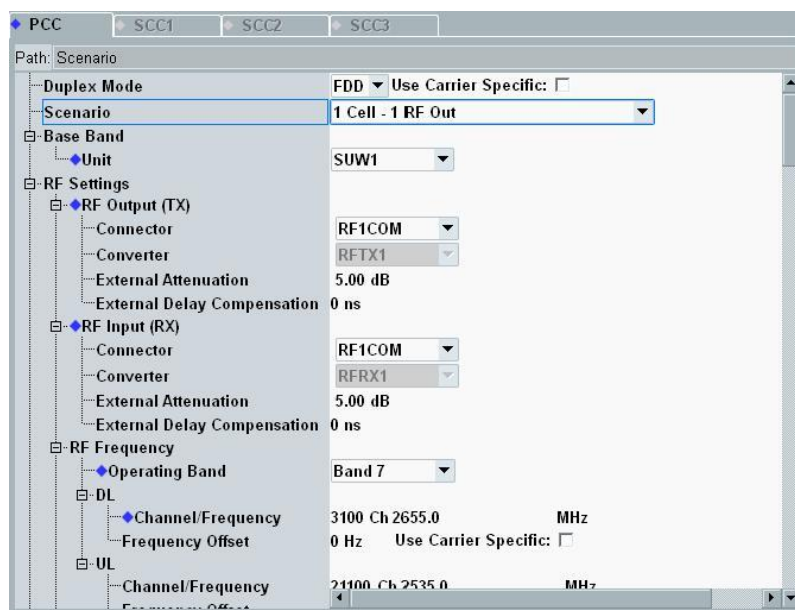 PCC SCC1 SCC2 SCC3
Path: Scenario
Duplex Mode FDD Use Carrier Specific:
Scenario 1 Cell - 1 RF Out
Base Band
Unit SUW1
RF Settings
RF Output (TX)
Connector RF1COM
Converter RFTX1
External Attenuation 5.00 dB
External Delay Compensation 0 ns
RF Input (RX)
Connector RF1COM
Converter RFRX1
External Attenuation 5.00 dB
External Delay Compensation 0 ns
RF Frequency
Operating Band Band 7
DL
Channel/Frequency 3100 Ch 2655.0 MHz
Frequency Offset 0 Hz Use Carrier Specific:
UL
Channel/Frequency 21100 Ch 2535.0 MHz
Frequency Offset